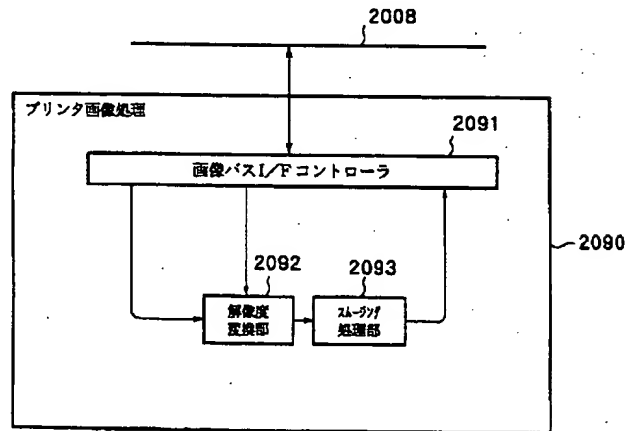 2008
プリンタ画像処理
2091
画像バスI/Fコントローラ
2090
2092
2093
解像度
変換部
スムージング
処理部